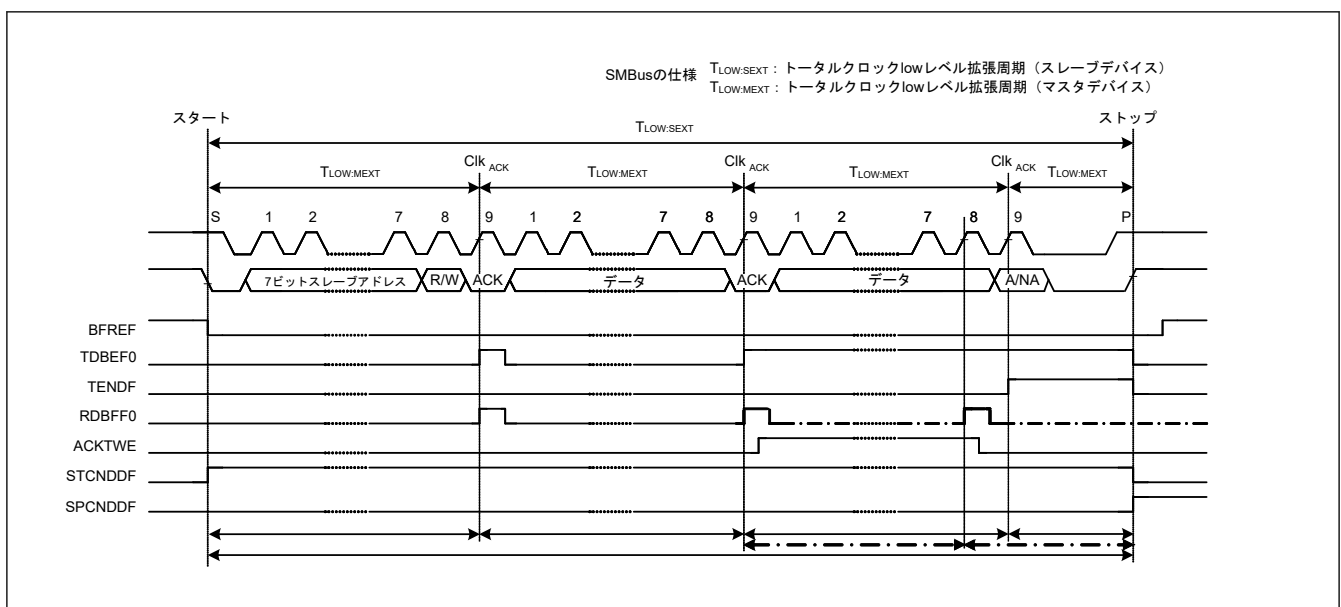 SMBusの仕様 TLOW:SEXT：トータルクロックlowレベル拡張周期（スレーブデバイス）
TLOW:MEXT：トータルクロックlowレベル拡張周期（マスタデバイス）
スタート ストップ
TLOW:SEXT
Clk ACK Clk ACK Clk ACK
TLOW:MEXT TLOW:MEXT TLOW:MEXT TLOW:MEXT
S 1 2 7 8 9 1 2 7 8 9 1 2 7 8 9 P
7ビットスレーブアドレス R/W ACK データ ACK データ A/NA
BFREF
TDBEF0
TENDF
RDBFF0
ACKTWE
STCNDDF
SPCNDDF